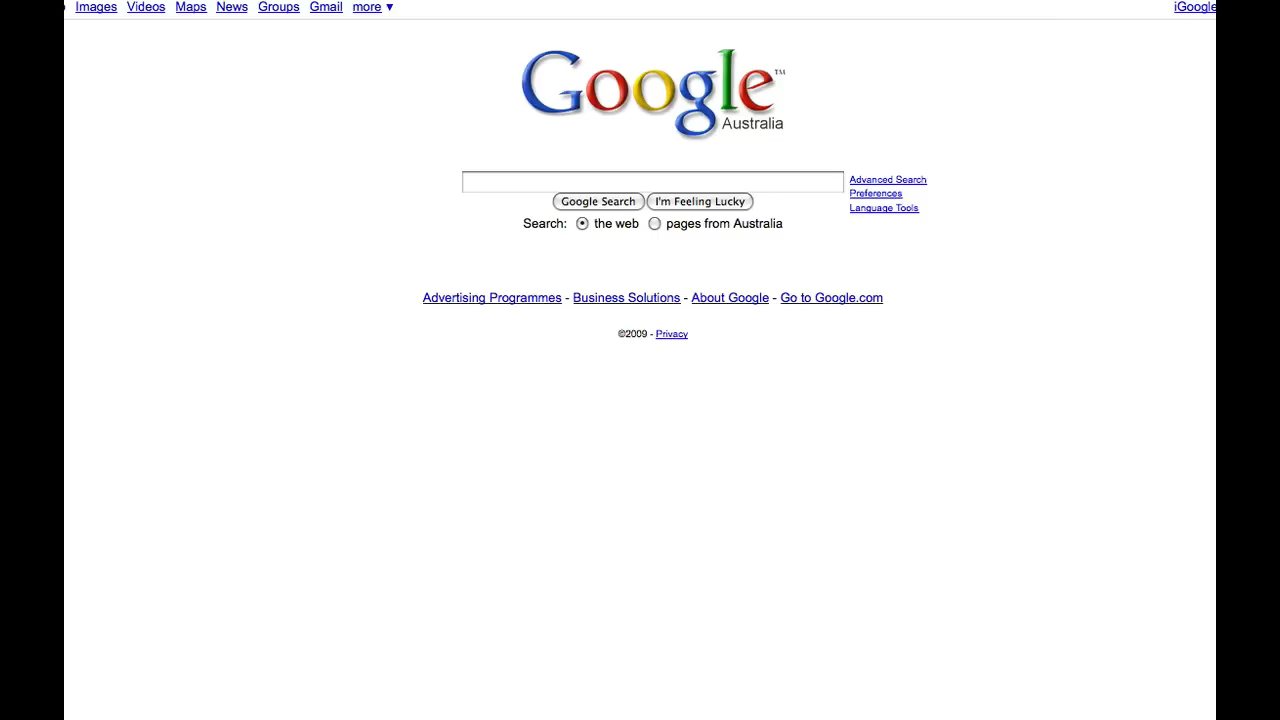 Images Videos Maps News Groups Gmail more ▼ iGoogle
Google™
Australia
Advanced Search
Google Search I'm Feeling Lucky Preferences
Language Tools
Search: the web pages from Australia
Advertising Programmes - Business Solutions - About Google - Go to Google.com
©2009 - Privacy